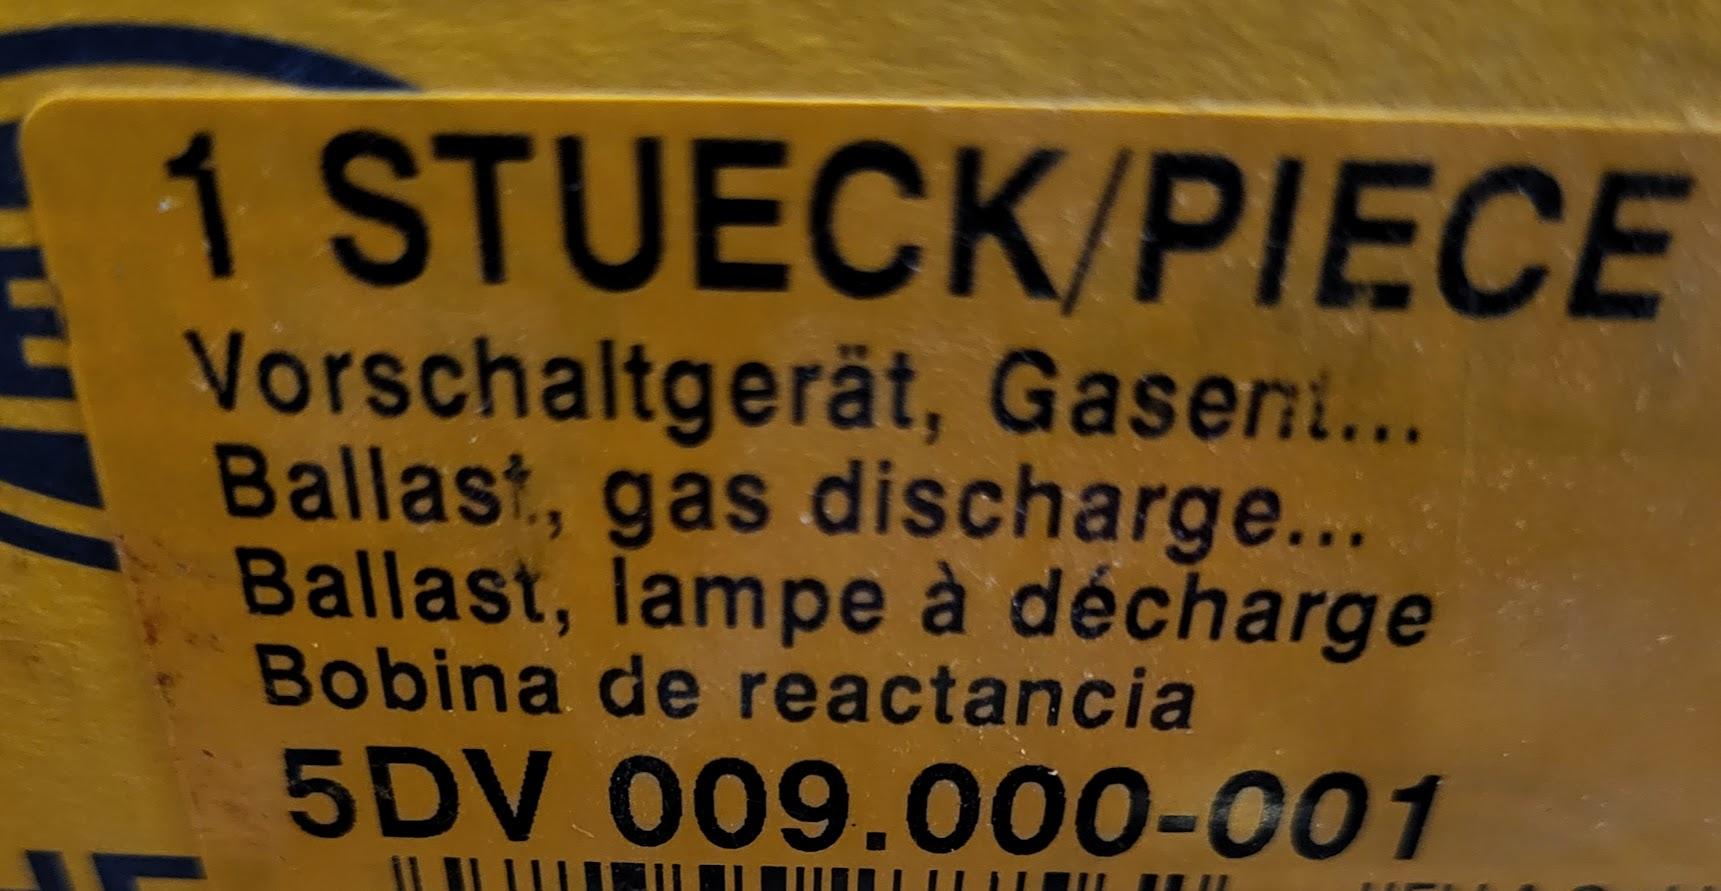 1 STUECK/PIECE
Vorschaltgerät, Gasent...
Ballast, gas discharge...
Ballast, lampe à décharge
Bobina de reactancia
5DV 009.000-001